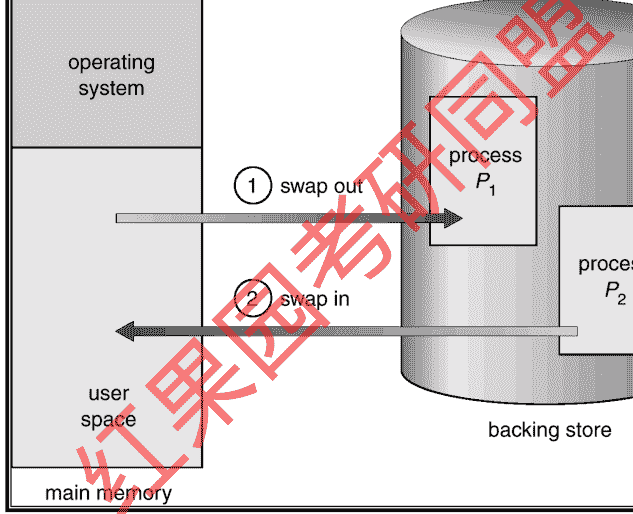 operating
system
process
P1
1 swap out
process
P2
2 swap in
user
space
backing store
main memory
红果园考研同盟